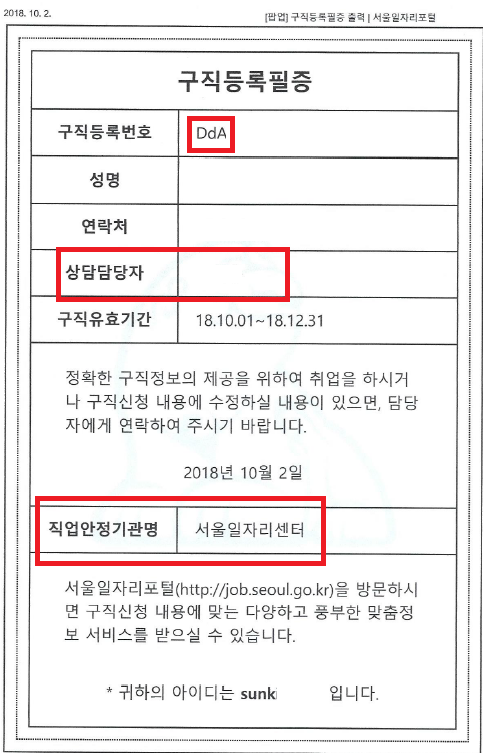 2018. 10. 2.
[팝업] 구직등록필증 출력 | 서울일자리포털
구직등록필증
구직등록번호 DdA
성명
연락처
상담담당자
구직유효기간 18.10.01~18.12.31
정확한 구직정보의 제공을 위하여 취업을 하시거
나 구직신청 내용에 수정하실 내용이 있으면, 담당
자에게 연락하여 주시기 바랍니다.
2018년 10월 2일
직업안정기관명 서울일자리센터
서울일자리포털(http://job.seoul.go.kr)을 방문하시
면 구직신청 내용에 맞는 다양하고 풍부한 맞춤정
보 서비스를 받으실 수 있습니다.
* 귀하의 아이디는 sunk 입니다.